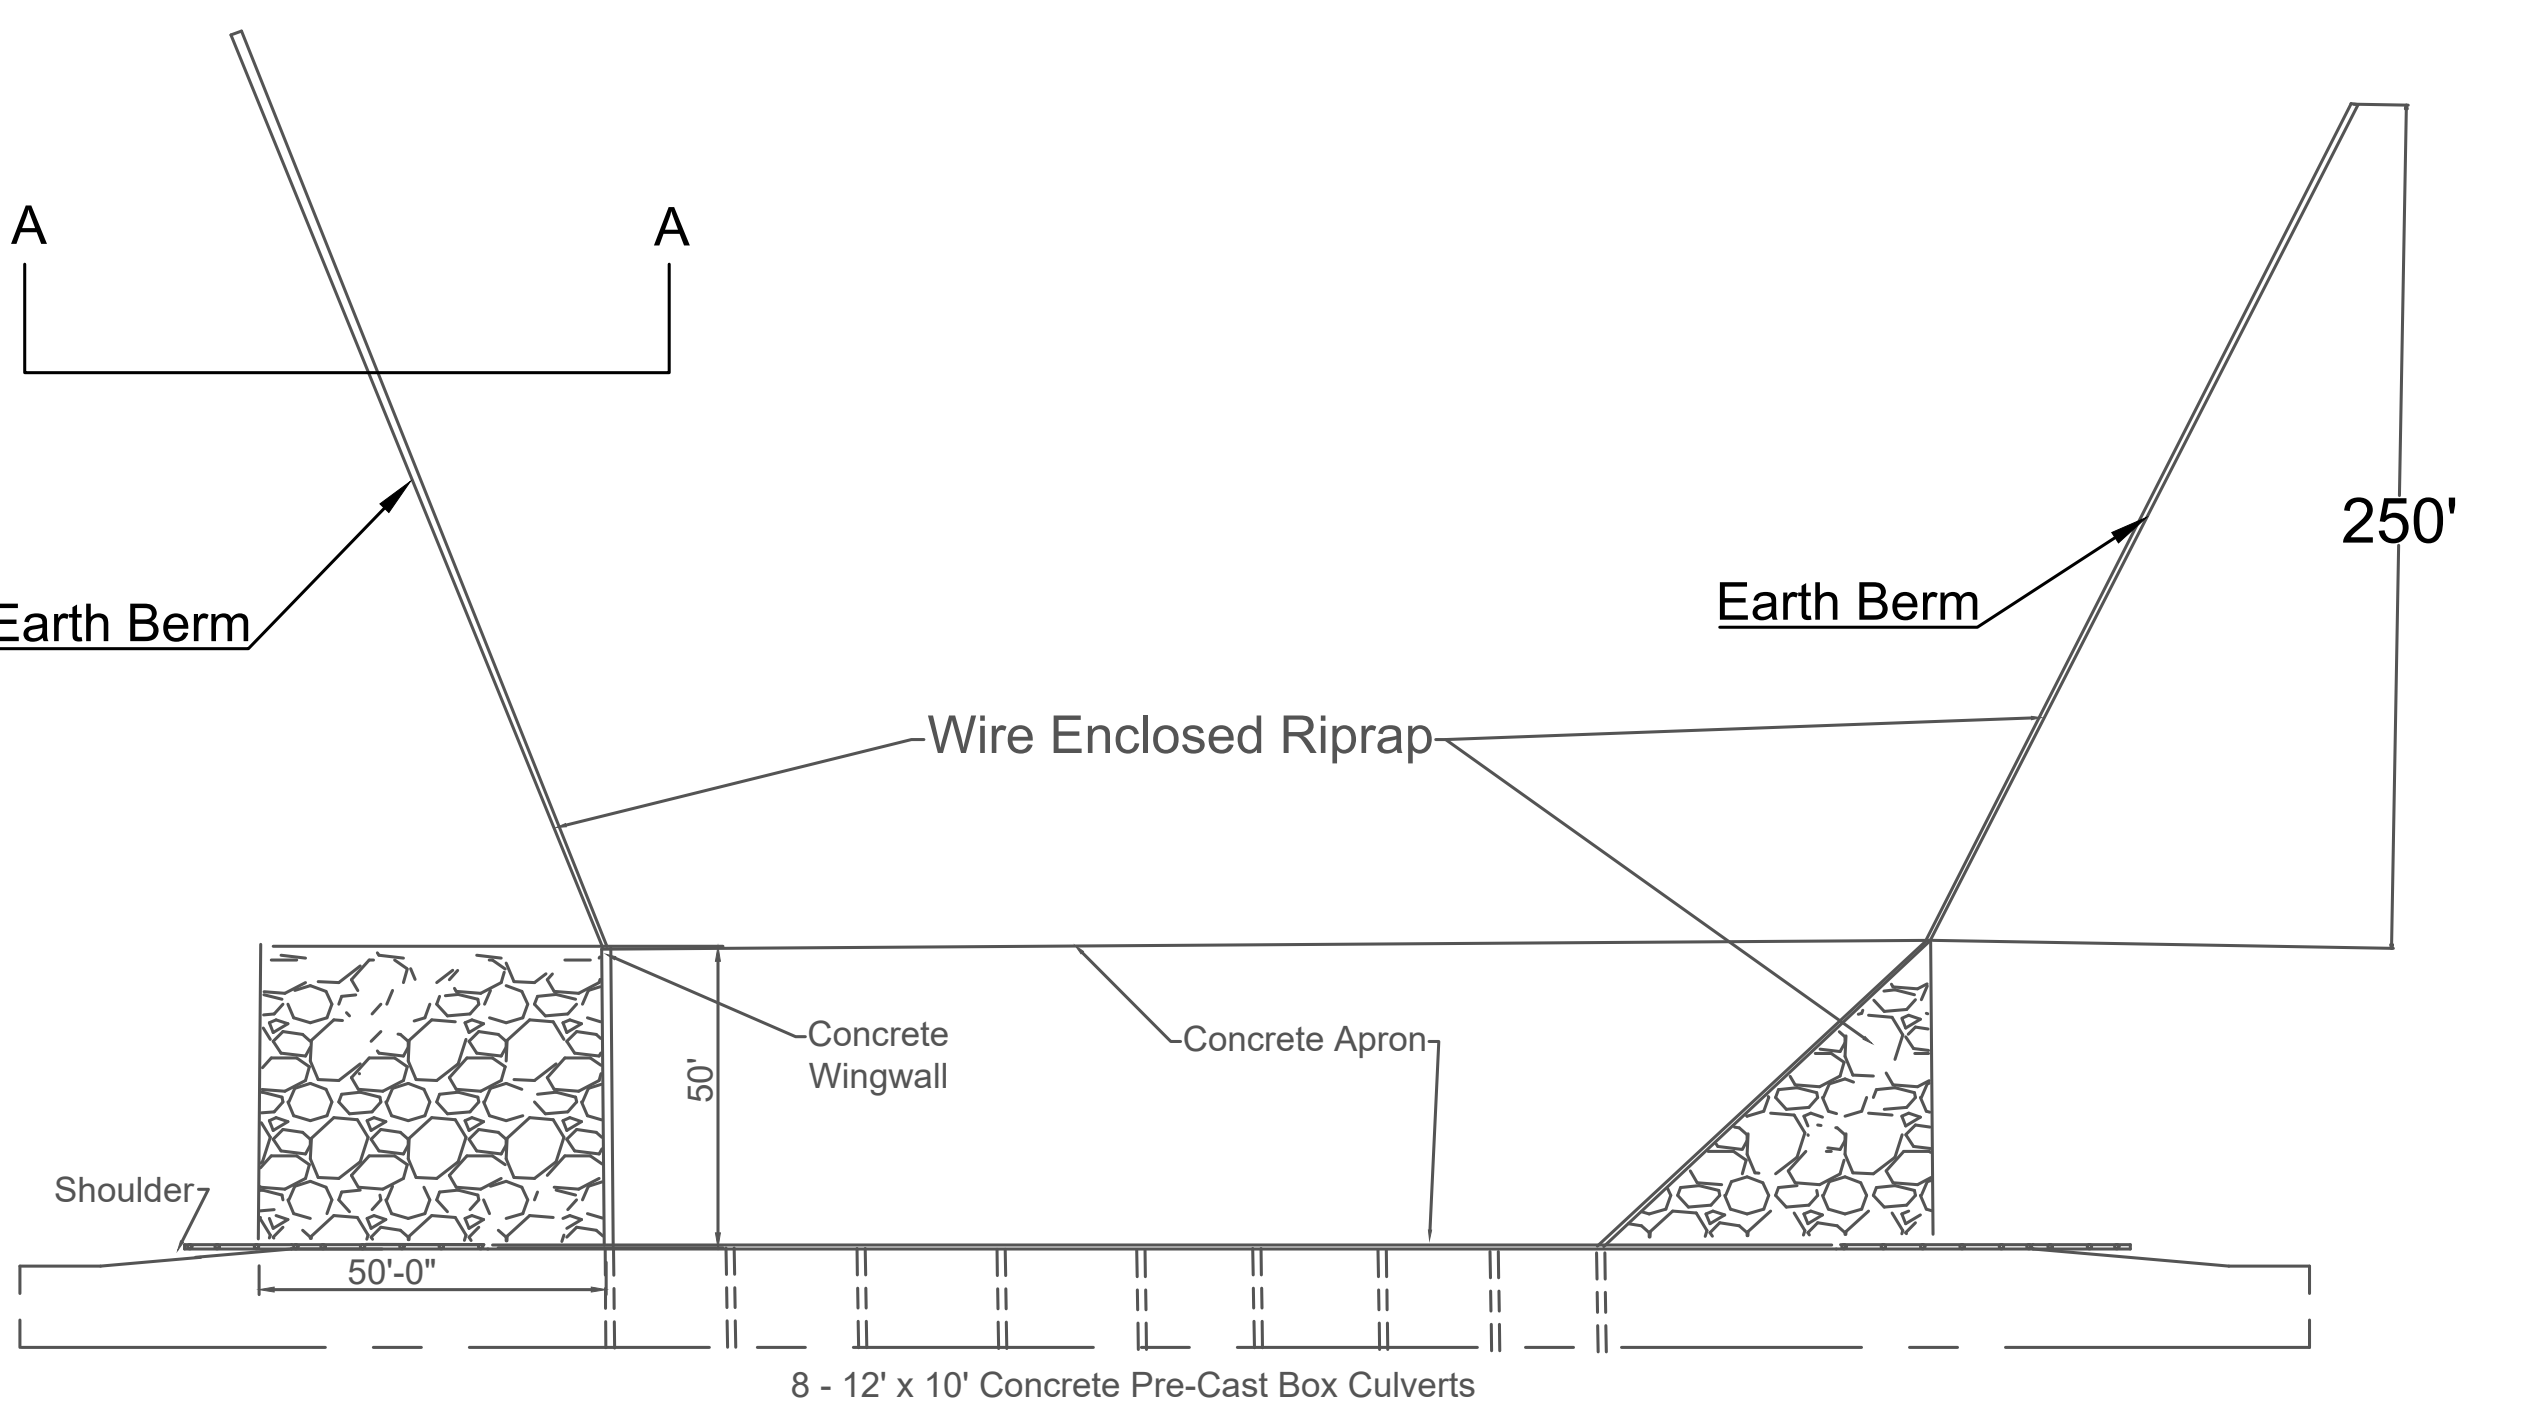 A
A
250'
Earth Berm
Earth Berm
Wire Enclosed Riprap
Concrete
Wingwall
Concrete Apron
50'
Shoulder
50'-0"
8 - 12' x 10' Concrete Pre-Cast Box Culverts